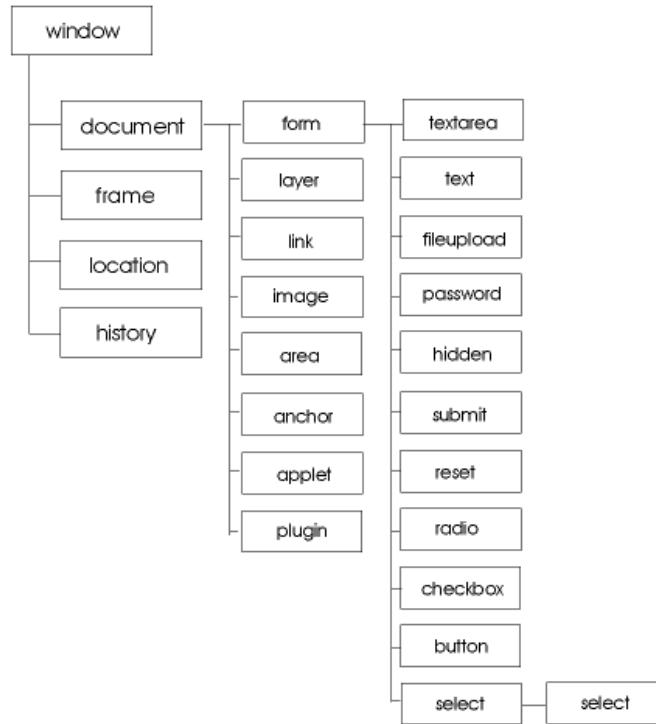 window
document
form
textarea
layer
text
frame
link
fileupload
location
image
password
history
area
hidden
anchor
submit
applet
reset
plugin
radio
checkbox
button
select
select